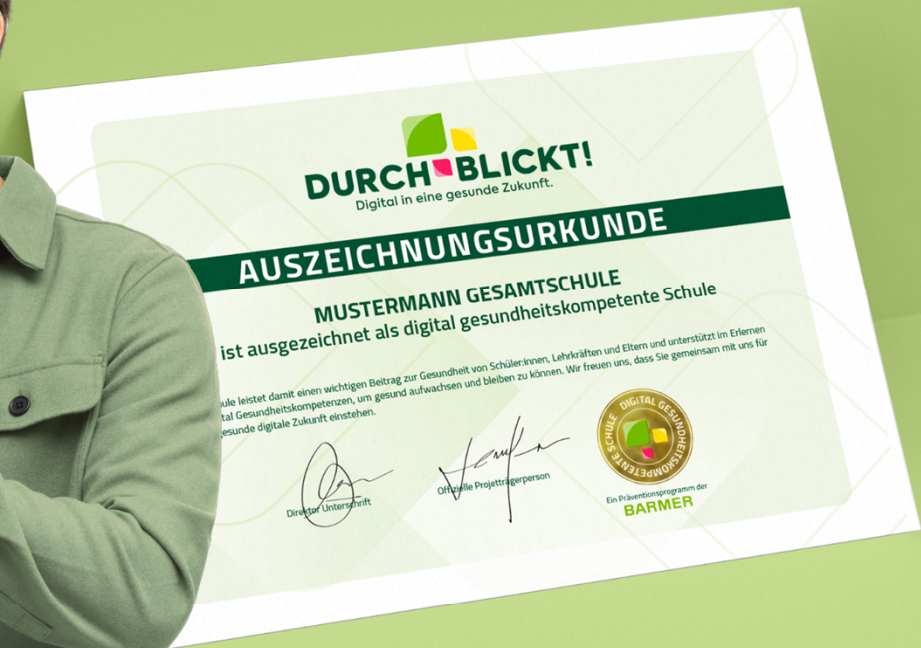 DURCH BLICKT!
Digital in eine gesunde Zukunft.
AUSZEICHNUNGSURKUNDE
MUSTERMANN GESAMTSCHULE
ist ausgezeichnet als digital gesundheitskompetente Schule
leistet damit einen wichtigen Beitrag zur Gesundheit von Schüler:innen, Lehrkräften und Eltern und unterstützt im Erlernen
Gesundheitskompetenzen, um gesund aufwachsen und bleiben zu können. Wir freuen uns, dass Sie gemeinsam mit uns für
digitale Zukunft einstehen.
Direktor Unterschrift
Offizielle Projektträgerperson
DIGITAL GESUNDHEITSKOMPETENTE SCHULE
Ein Präventionsprogramm der
BARMER